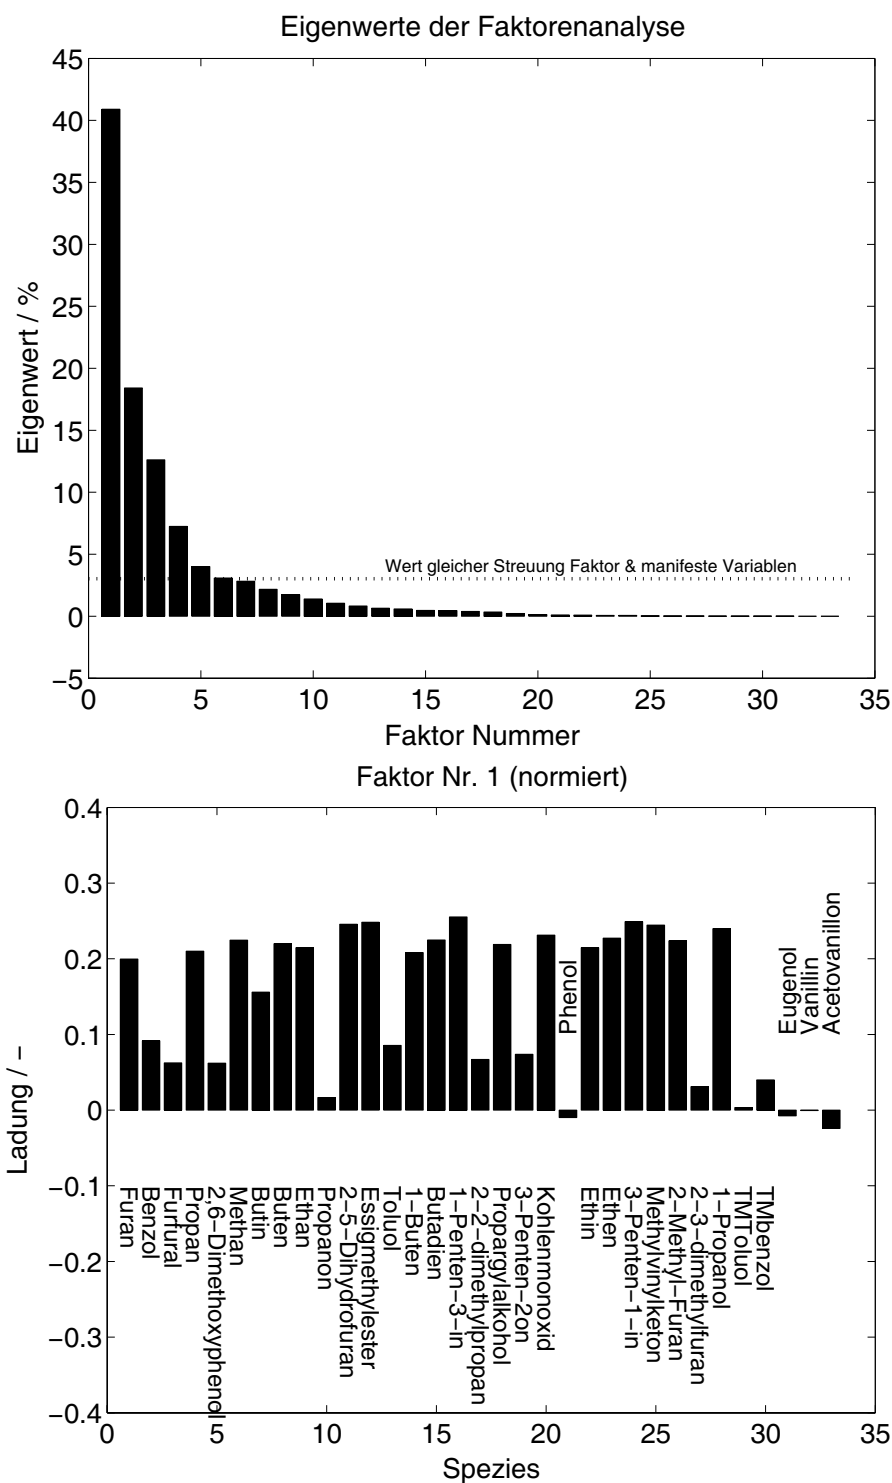 Eigenwerte der Faktorenanalyse
45
40
35
30
25
20
15
10
5
0
−5
Eigenwert / %
Wert gleicher Streuung Faktor & manifeste Variablen
0 5 10 15 20 25 30 35
Faktor Nummer
Faktor Nr. 1 (normiert)
0.4
0.3
0.2
0.1
0
−0.1
−0.2
−0.3
−0.4
Ladung / −
Furan
Benzol
Furfural
Propan
2,6−Dimethoxyphenol
Methan
Butin
Buten
Ethan
Propanon
2−5−Dihydrofuran
Essigmethylester
Toluol
1−Buten
Butadien
1−Penten−3−in
2−2−dimethylpropan
Propargylalkohol
3−Penten−2on
Kohlenmonoxid
Phenol
Ethin
Ethen
3−Penten−1−in
Methylvinylketon
2−Methyl−Furan
2−3−dimethylfuran
1−Propanol
TMToluol
TMbenzol
Eugenol
Vanillin
Acetovanillon
0 5 10 15 20 25 30 35
Spezies